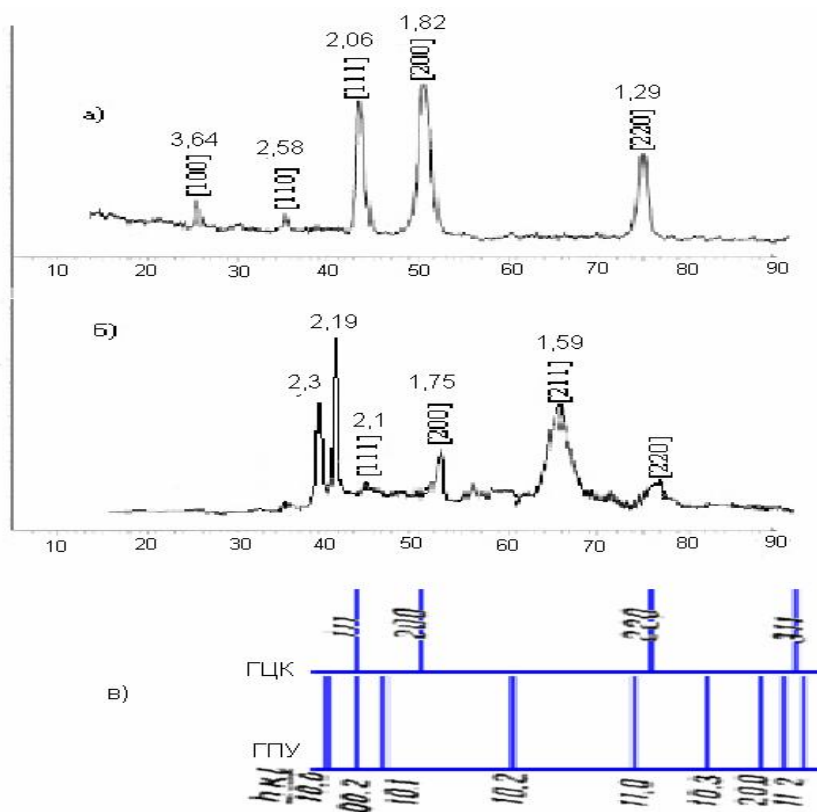 2,06 1,82
а) 3,64 2,58 1,29
[100] [110] [111] [200] [220]
10 20 30 40 50 60 70 80 90
б) 2,19
2,3 2,1 1,75 1,59
[111] [200] [211] [220]
10 20 30 40 50 60 70 80 90
111 200 220 311
ГЦК
в)
ГПУ
hkl 10.0 00.2 10.1 10.2 11.0 10.3 11.2